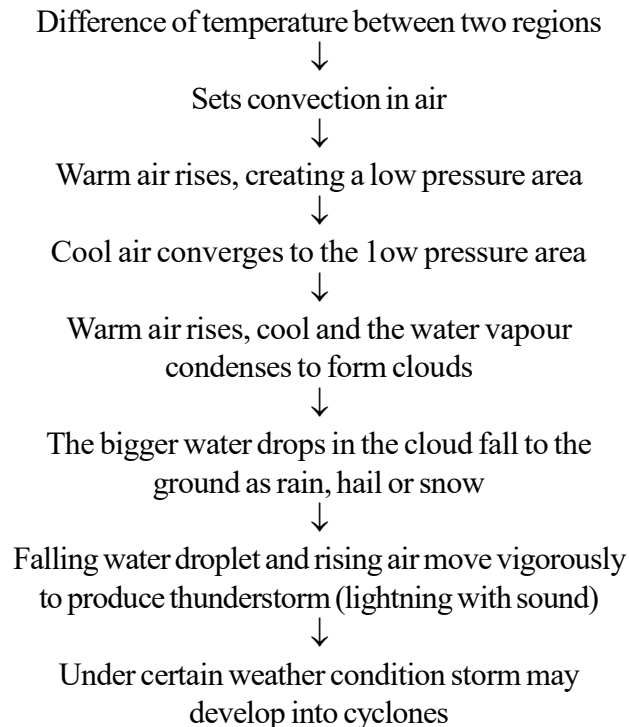 Difference of temperature between two regions
↓
Sets convection in air
↓
Warm air rises, creating a low pressure area
↓
Cool air converges to the 1ow pressure area
↓
Warm air rises, cool and the water vapour
condenses to form clouds
↓
The bigger water drops in the cloud fall to the
ground as rain, hail or snow
↓
Falling water droplet and rising air move vigorously
to produce thunderstorm (lightning with sound)
↓
Under certain weather condition storm may
develop into cyclones